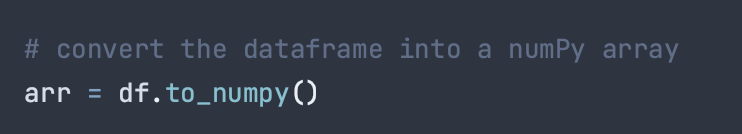 # convert the dataframe into a numPy array
arr = df.to_numpy()